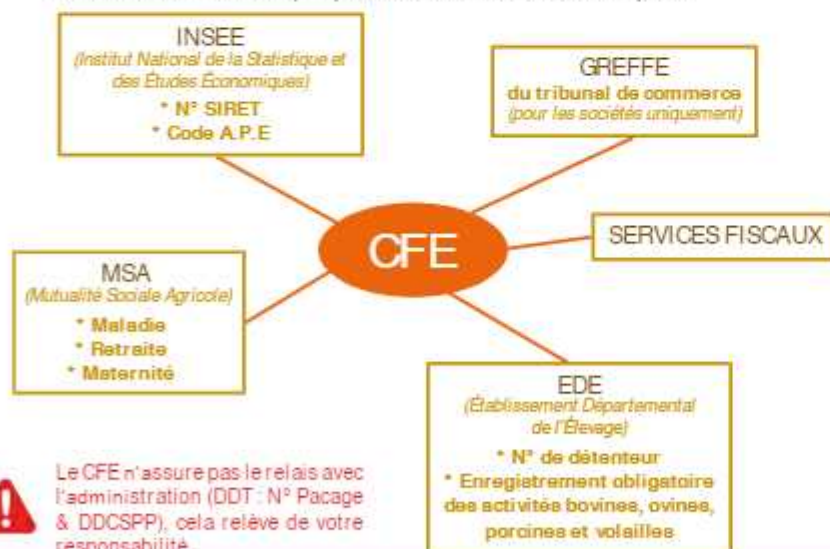 INSEE
(Institut National de la Statistique et
des Études Économiques)
* N° SIRET
* Code A.P.E
GREFFE
du tribunal de commerce
(pour les sociétés uniquement)
CFE
SERVICES FISCAUX
MSA
(Mutualité Sociale Agricole)
* Maladie
* Retraite
* Maternité
EDE
(Établissement Départemental
de l'Élevage)
* N° de détenteur
* Enregistrement obligatoire
des activités bovines, ovines,
porcines et volailles
!
Le CFE n'assure pas le relais avec
l'administration (DDT : N° Pacage
& DDCSPP), cela relève de votre
responsabilité.